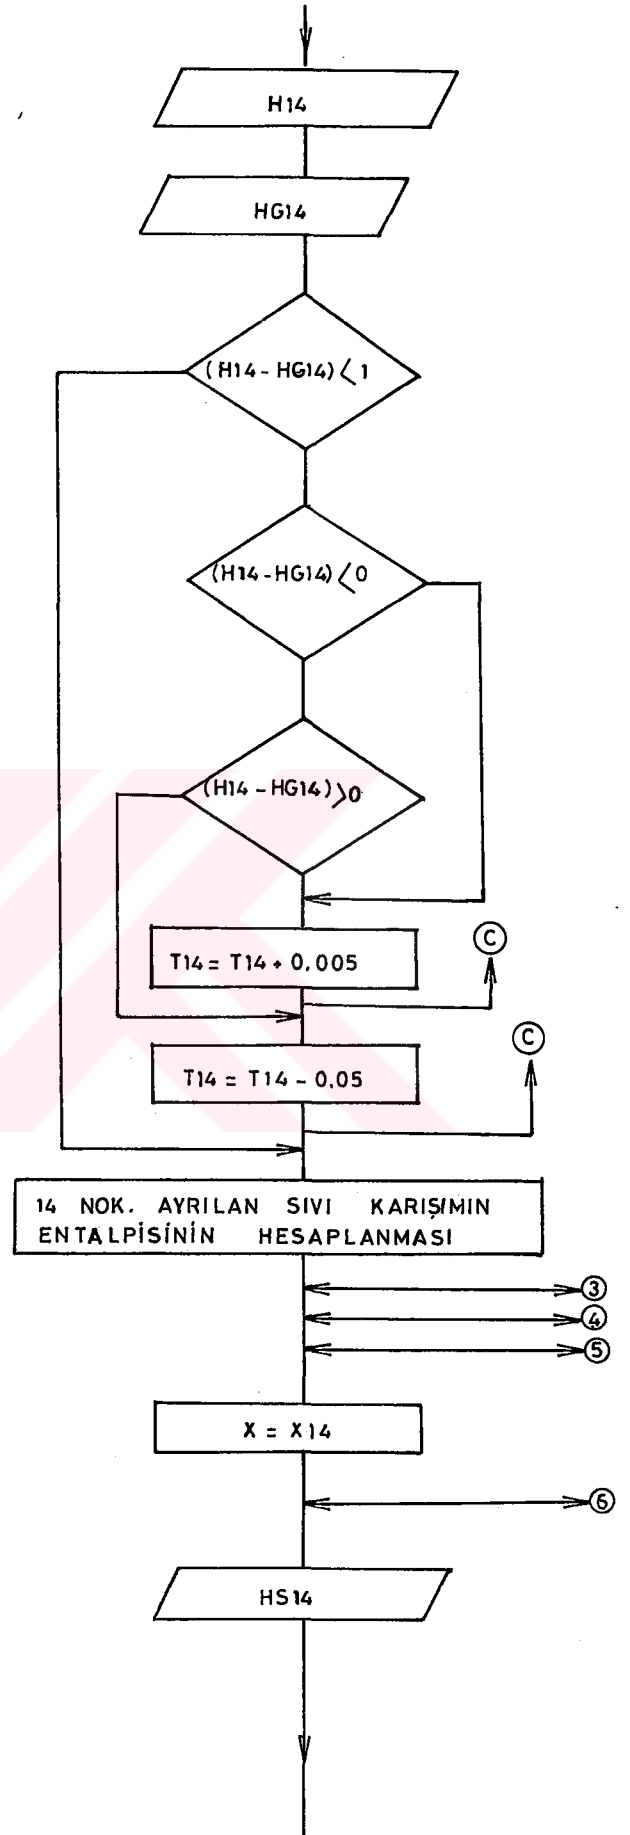 H14
HG14
(H14 - HG14) < 1
(H14 - HG14) < 0
(H14 - HG14) > 0
C
T14 = T14 + 0,005
C
T14 = T14 - 0,05
14 NOK. AYRILAN SIVI KARIŞIMIN
ENTALPİSİNİN HESAPLANMASI
3
4
5
X = X14
6
HS14